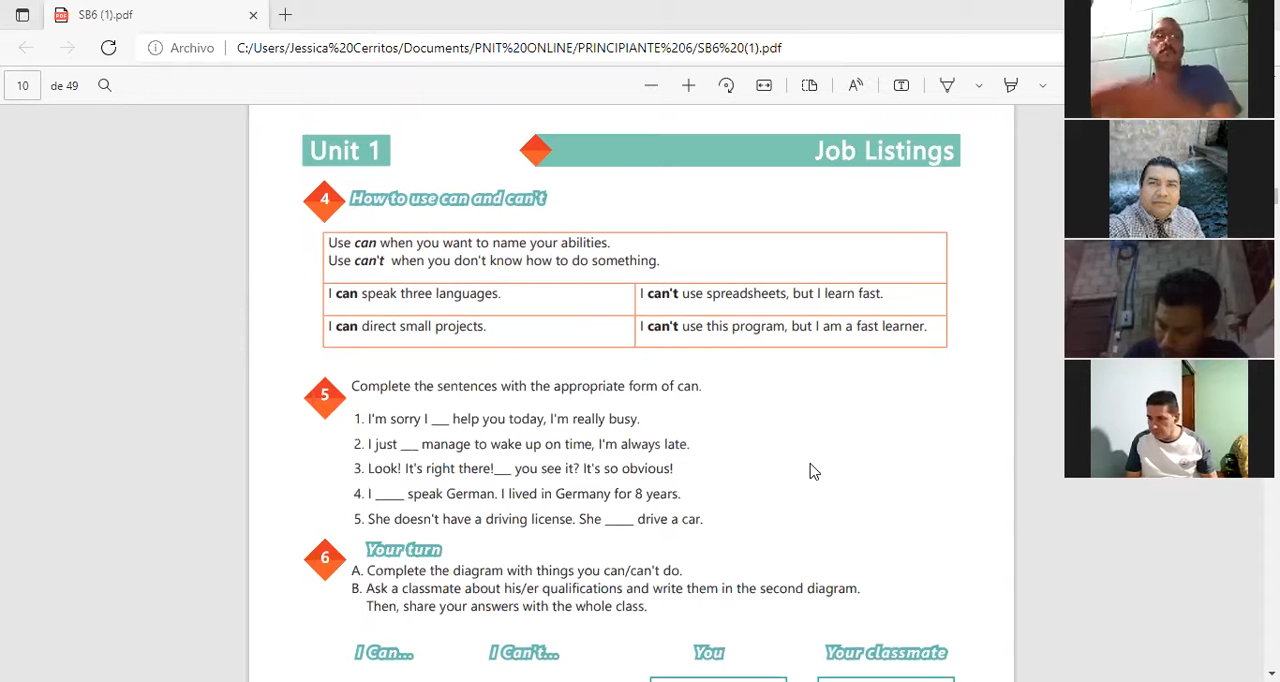 SB6 (1).pdf
Archivo C:/Users/Jessica%20Cerritos/Documents/PNIT%20ONLINE/PRINCIPIANTE%206/SB6%20(1).pdf
10 de 49
Unit 1 Job Listings
4 How to use can and can't
Use can when you want to name your abilities.
Use can't when you don't know how to do something.
I can speak three languages. I can't use spreadsheets, but I learn fast.
I can direct small projects. I can't use this program, but I am a fast learner.
5 Complete the sentences with the appropriate form of can.
1. I'm sorry I ___ help you today, I'm really busy.
2. I just ___ manage to wake up on time, I'm always late.
3. Look! It's right there!___ you see it? It's so obvious!
4. I _____ speak German. I lived in Germany for 8 years.
5. She doesn't have a driving license. She _____ drive a car.
6 Your turn
A. Complete the diagram with things you can/can't do.
B. Ask a classmate about his/er qualifications and write them in the second diagram.
Then, share your answers with the whole class.
I Can... I Can't... You Your classmate